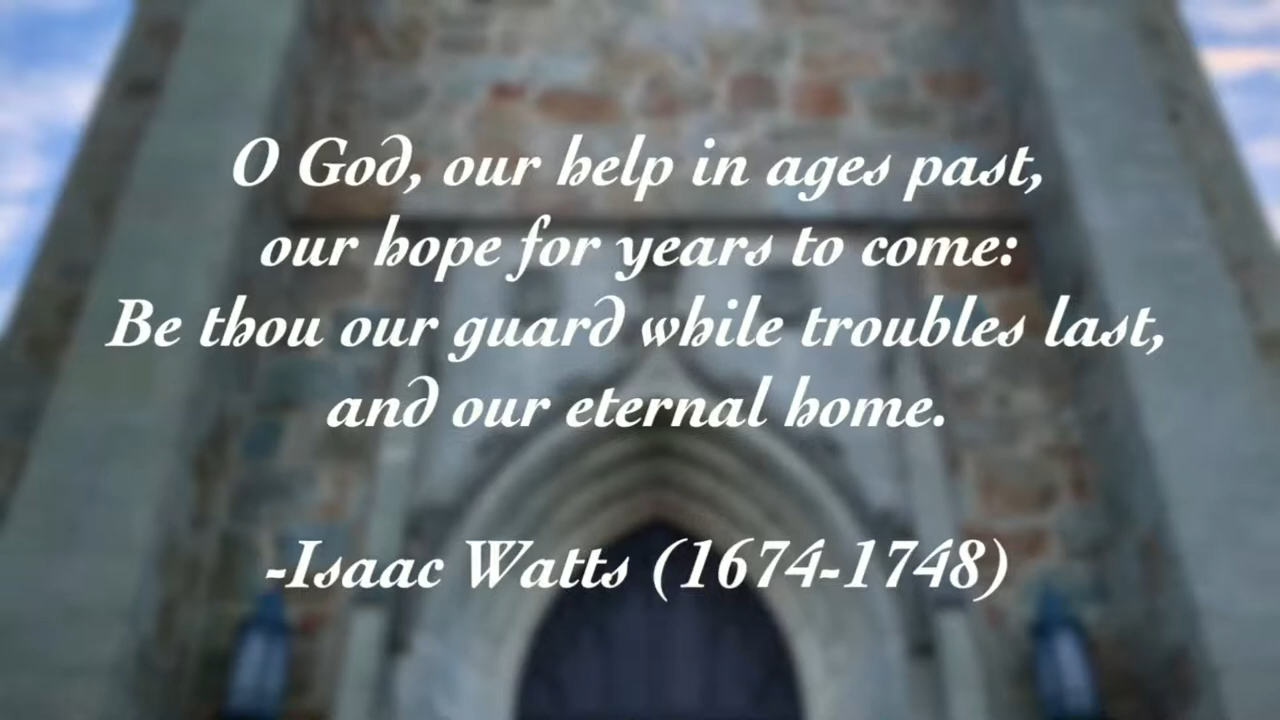 O God, our help in ages past,
our hope for years to come:
Be thou our guard while troubles last,
and our eternal home.
-Isaac Watts (1674-1748)